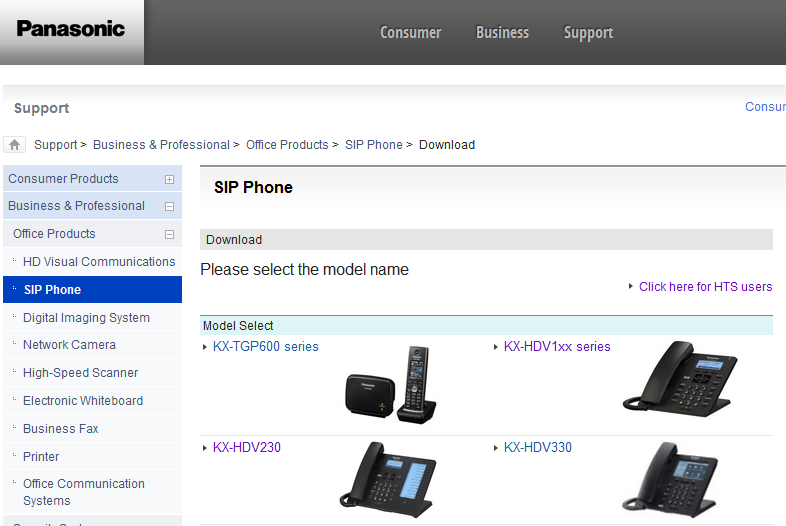 Panasonic
Consumer Business Support
Support
Support > Business & Professional > Office Products > SIP Phone > Download
Consumer Products
Business & Professional
Office Products
HD Visual Communications
SIP Phone
Digital Imaging System
Network Camera
High-Speed Scanner
Electronic Whiteboard
Business Fax
Printer
Office Communication
Systems
SIP Phone
Download
Please select the model name
Click here for HTS users
Model Select
KX-TGP600 series
KX-HDV1xx series
KX-HDV230
KX-HDV330